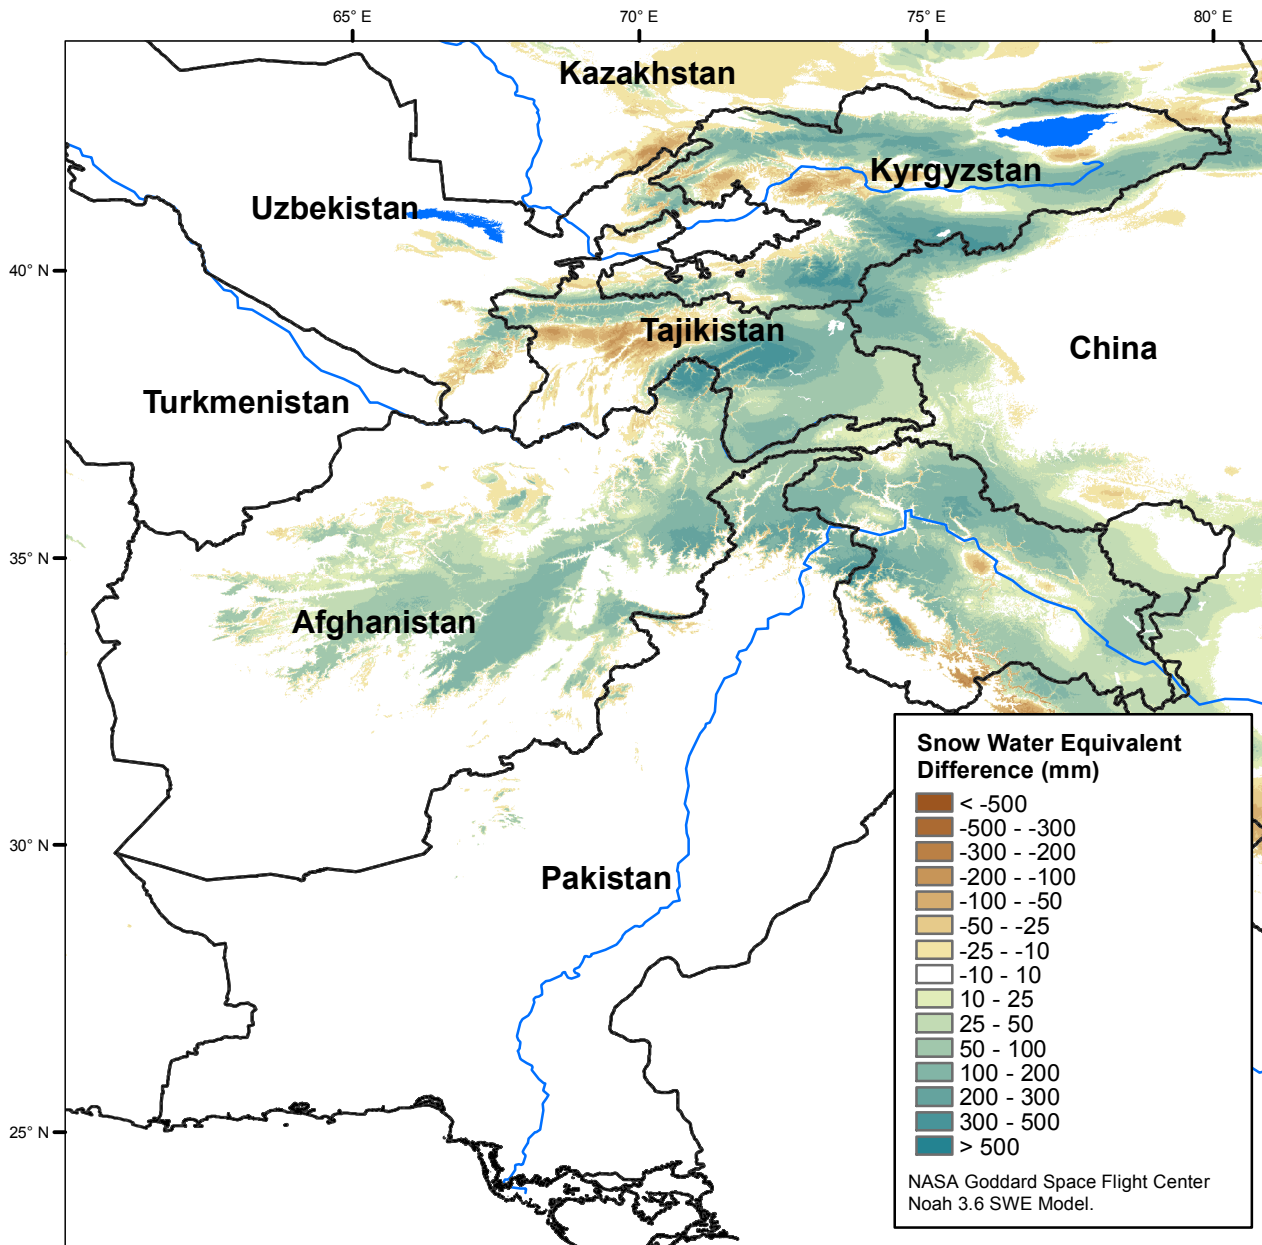 65° E
70° E
75° E
80° E
Kazakhstan
Kyrgyzstan
Uzbekistan
40° N
Tajikistan
China
Turkmenistan
35° N
Afghanistan
30° N
Pakistan
25° N
Snow Water Equivalent
Difference (mm)
< -500
-500 - -300
-300 - -200
-200 - -100
-100 - -50
-50 - -25
-25 - -10
-10 - 10
10 - 25
25 - 50
50 - 100
100 - 200
200 - 300
300 - 500
> 500
NASA Goddard Space Flight Center
Noah 3.6 SWE Model.